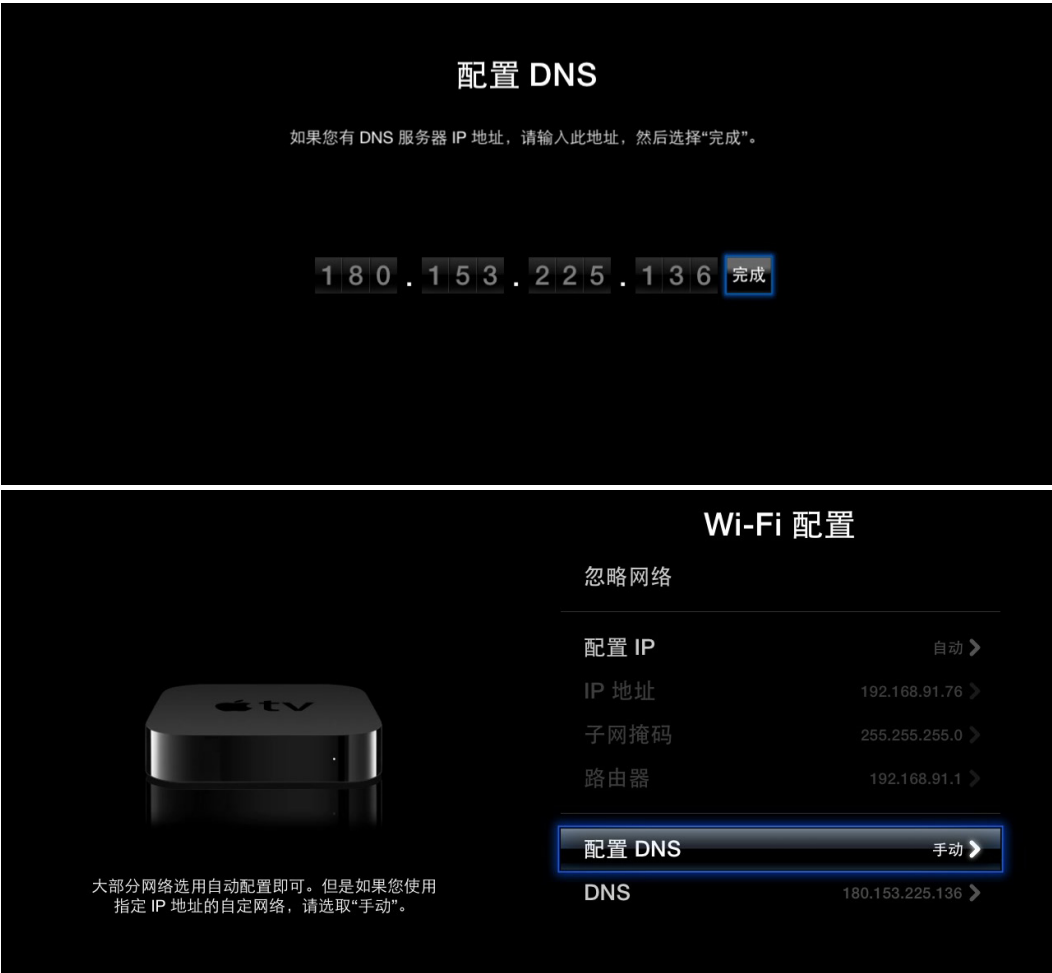 配置 DNS
如果您有 DNS 服务器 IP 地址，请输入此地址，然后选择“完成”。
180.153.225.136 完成
Wi-Fi 配置
忽略网络
配置 IP 自动
IP 地址 192.168.91.76
子网掩码 255.255.255.0
路由器 192.168.91.1
配置 DNS 手动
DNS 180.153.225.136
tv
大部分网络选用自动配置即可。但是如果您使用
指定 IP 地址的自定网络，请选取“手动”。